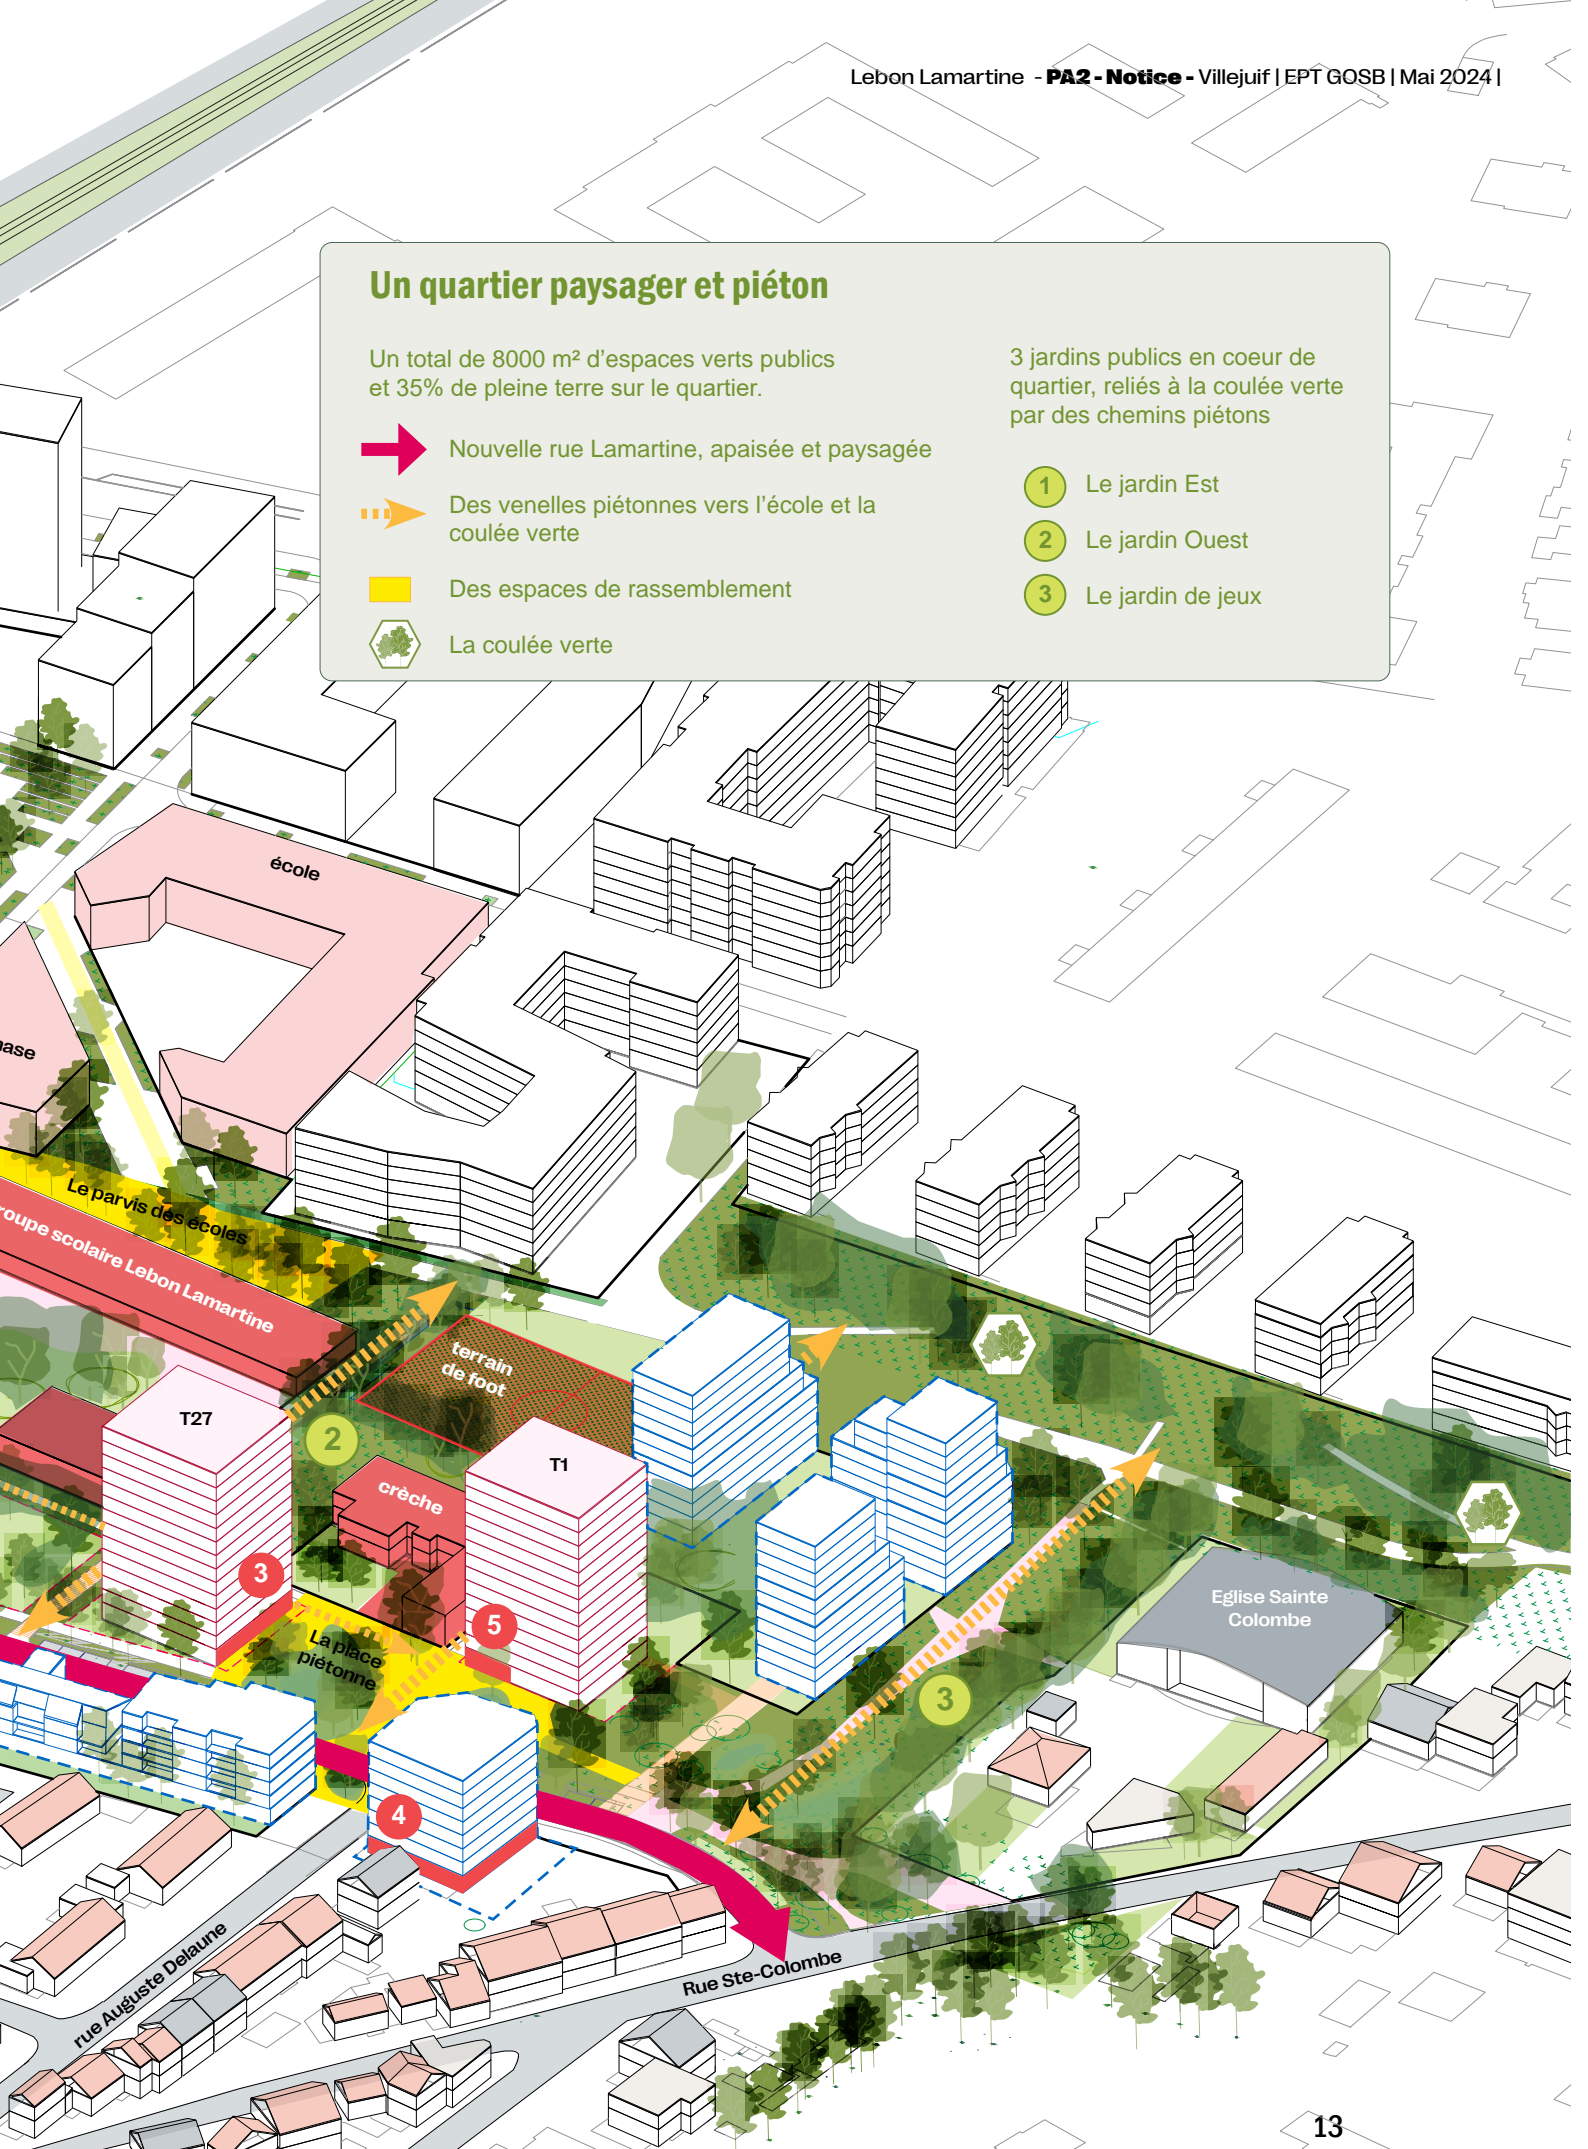 Lebon Lamartine - PA2 - Notice - Villejuif | EPT GOSB | Mai 2024 |
Un quartier paysager et piéton
Un total de 8000 m² d'espaces verts publics
et 35% de pleine terre sur le quartier.
Nouvelle rue Lamartine, apaisée et paysagée
Des venelles piétonnes vers l'école et la
coulée verte
Des espaces de rassemblement
La coulée verte
3 jardins publics en coeur de
quartier, reliés à la coulée verte
par des chemins piétons
1 Le jardin Est
2 Le jardin Ouest
3 Le jardin de jeux
école
nase
Le parvis des écoles
roupe scolaire Lebon Lamartine
terrain
de foot
T27
2
T1
crèche
3
5
La place
piétonne
Eglise Sainte
Colombe
3
4
rue Auguste Delaune
Rue Ste-Colombe
13